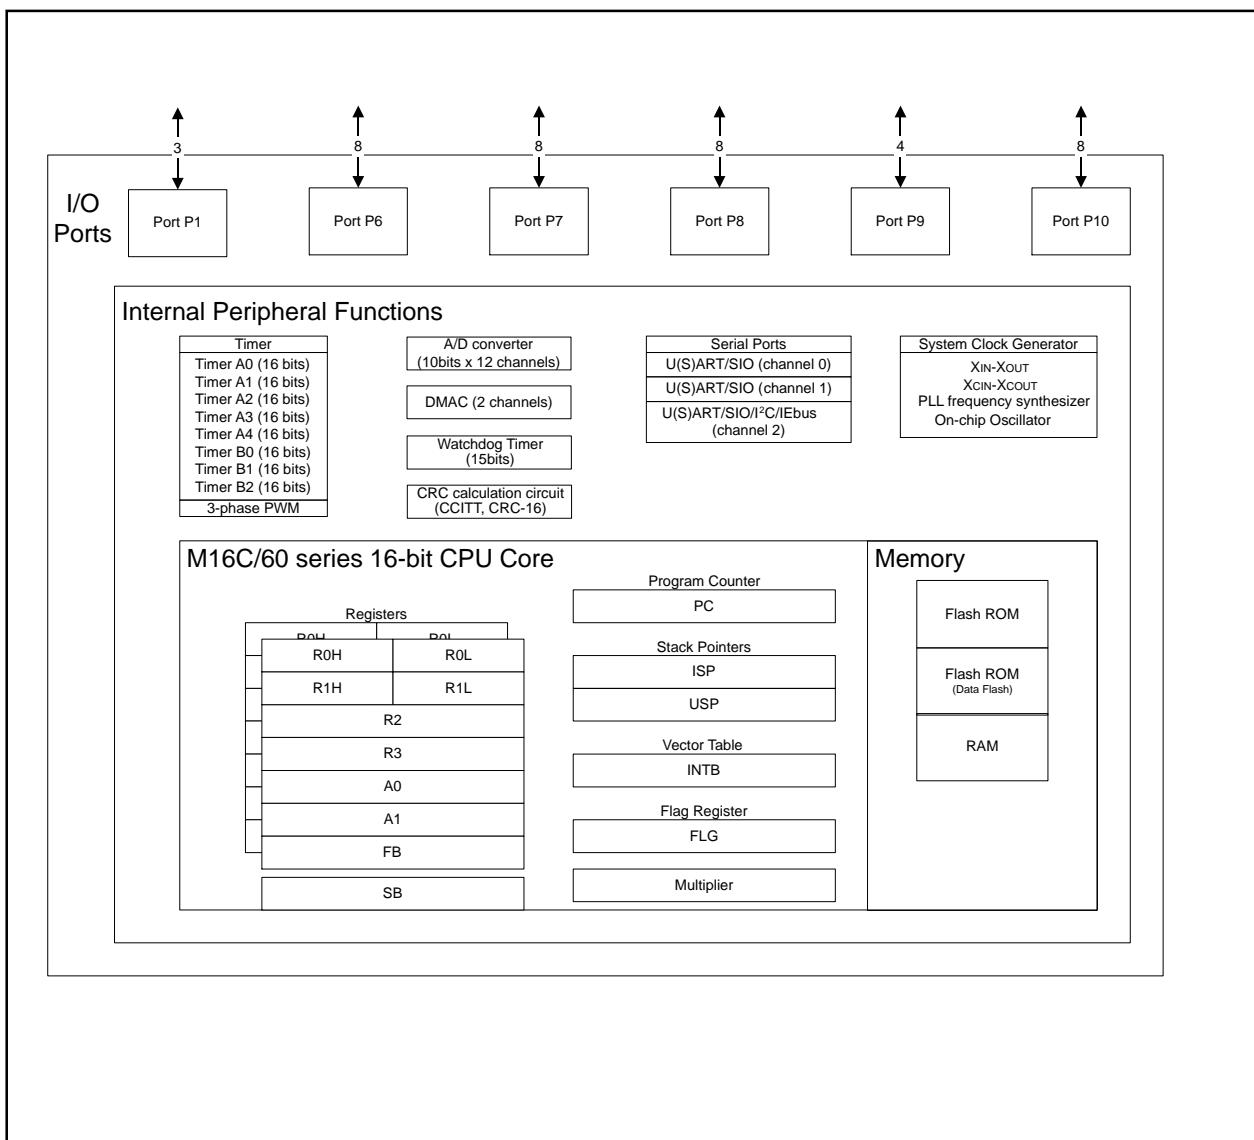 3
8
8
8
4
8
I/O
Ports
Port P1
Port P6
Port P7
Port P8
Port P9
Port P10
Internal Peripheral Functions
Timer
Timer A0 (16 bits)
Timer A1 (16 bits)
Timer A2 (16 bits)
Timer A3 (16 bits)
Timer A4 (16 bits)
Timer B0 (16 bits)
Timer B1 (16 bits)
Timer B2 (16 bits)
3-phase PWM
A/D converter
(10bits x 12 channels)
DMAC (2 channels)
Watchdog Timer
(15bits)
CRC calculation circuit
(CCITT, CRC-16)
Serial Ports
U(S)ART/SIO (channel 0)
U(S)ART/SIO (channel 1)
U(S)ART/SIO/I²C/IEbus
(channel 2)
System Clock Generator
XIN-XOUT
XCIN-XCOUT
PLL frequency synthesizer
On-chip Oscillator
M16C/60 series 16-bit CPU Core
Registers
R0H R0L
R0H R0L
R1H R1L
R2
R3
A0
A1
FB
SB
Program Counter
PC
Stack Pointers
ISP
USP
Vector Table
INTB
Flag Register
FLG
Multiplier
Memory
Flash ROM
Flash ROM
(Data Flash)
RAM